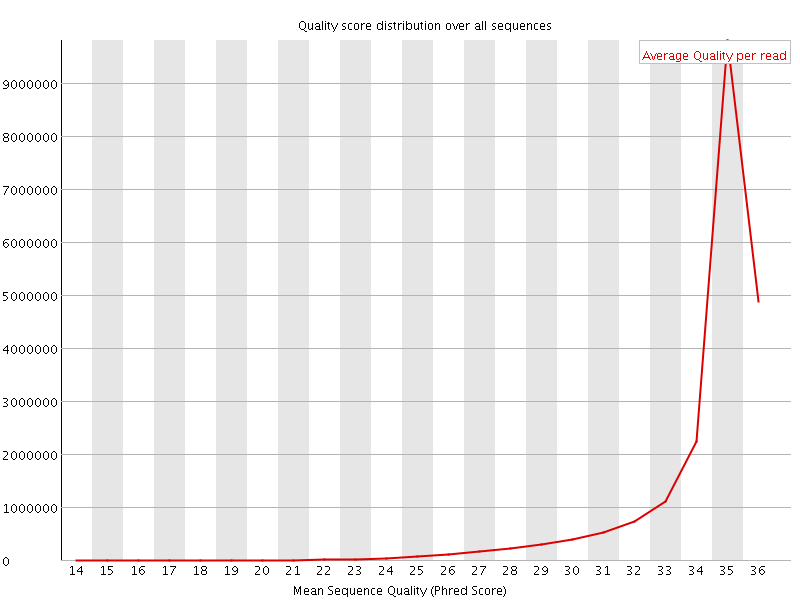 Quality score distribution over all sequences
Average Quality per read
9000000
8000000
7000000
6000000
5000000
4000000
3000000
2000000
1000000
0
14 15 16 17 18 19 20 21 22 23 24 25 26 27 28 29 30 31 32 33 34 35 36
Mean Sequence Quality (Phred Score)